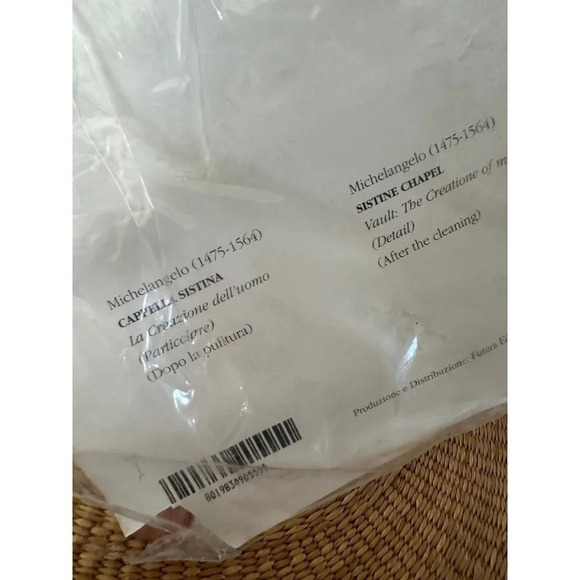 Michelangelo (1475-1564)
CAPPELLA SISTINA
La Creazione dell'uomo
(Particolare)
(Dopo la pulitura)
Michelangelo (1475-1564)
SISTINE CHAPEL
Vault: The Creatione of m
(Detail)
(After the cleaning)
Produzione e Distribuzione: Futura E